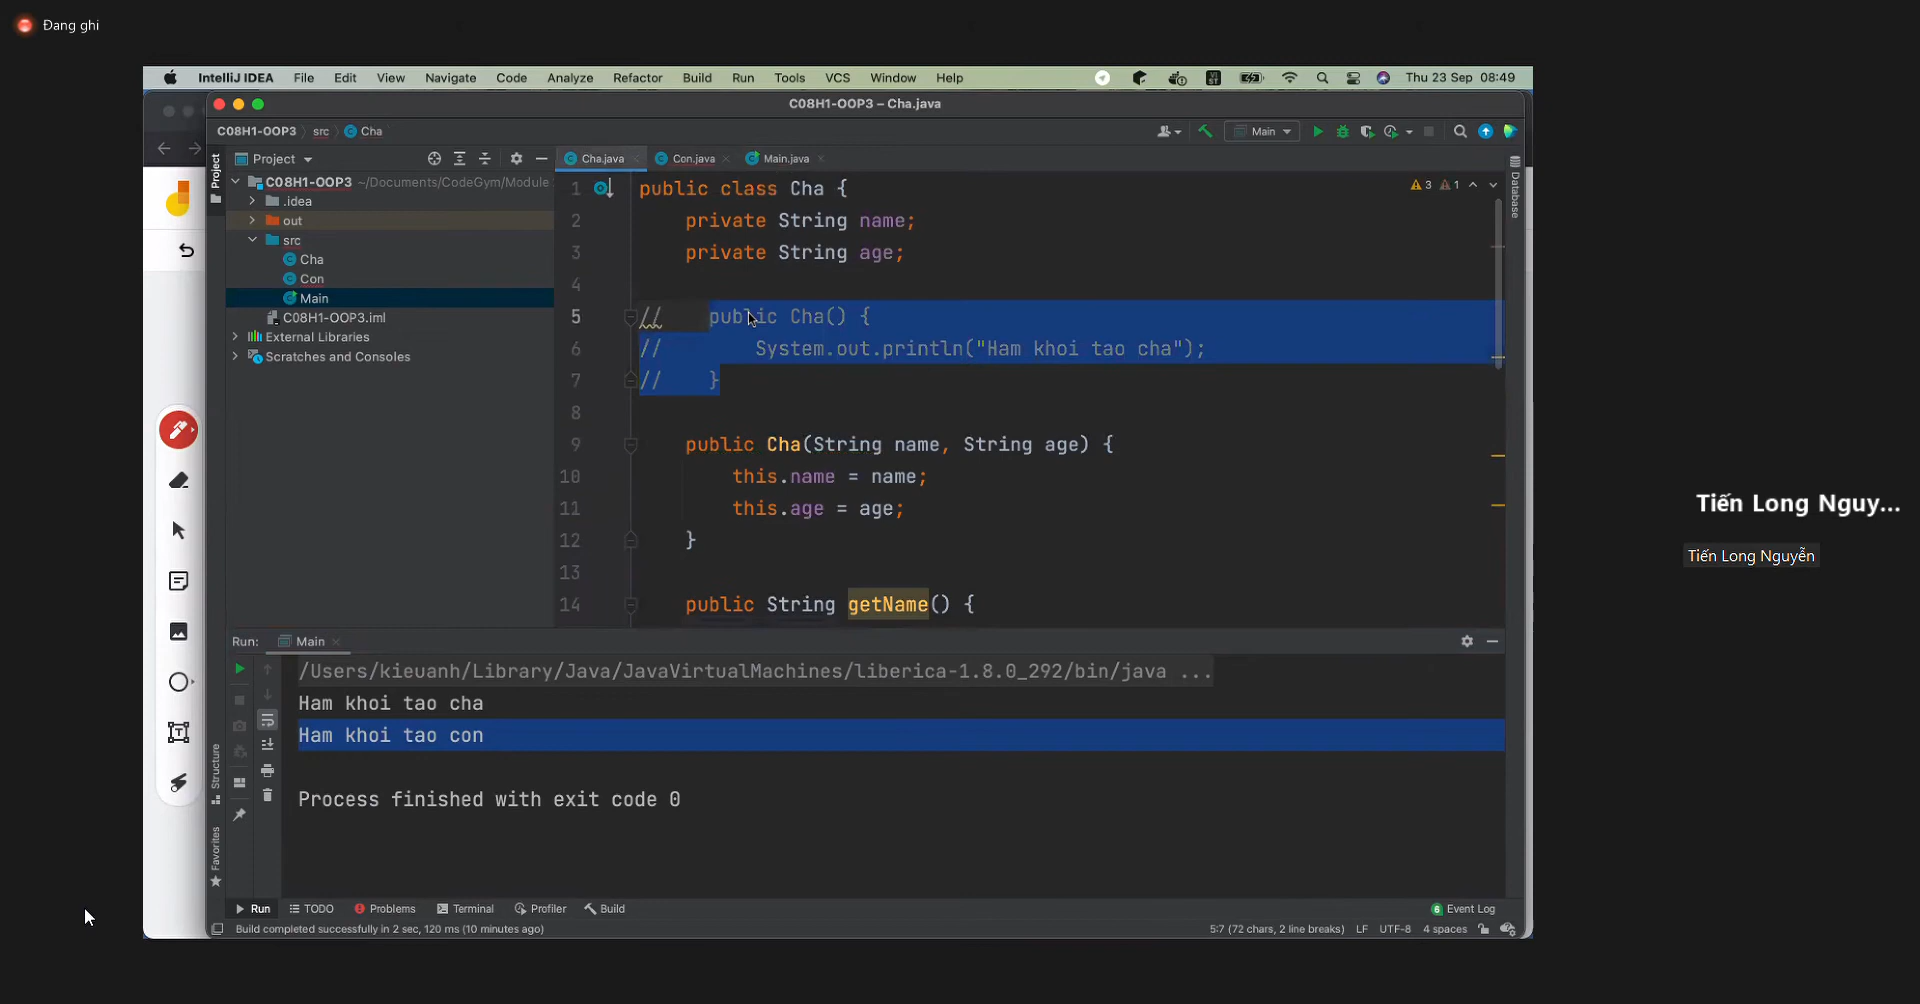 Đang ghi
IntelliJ IDEA File Edit View Navigate Code Analyze Refactor Build Run Tools VCS Window Help Thu 23 Sep 08:49
C08H1-OOP3 – Cha.java
C08H1-OOP3 src Cha Main
Project Cha.java Con.java Main.java
C08H1-OOP3 ~/Documents/CodeGym/Module
.idea
out
src
Cha
Con
Main
C08H1-OOP3.iml
External Libraries
Scratches and Consoles
Project
Structure
Favorites
Database
3 1
1 public class Cha {
2 private String name;
3 private String age;
4
5 // public Cha() {
6 // System.out.println("Ham khoi tao cha");
7 // }
8
9 public Cha(String name, String age) {
10 this.name = name;
11 this.age = age;
12 }
13
14 public String getName() {
Run: Main
/Users/kieuanh/Library/Java/JavaVirtualMachines/liberica-1.8.0_292/bin/java ...
Ham khoi tao cha
Ham khoi tao con
Process finished with exit code 0
Run TODO Problems Terminal Profiler Build 6 Event Log
Build completed successfully in 2 sec, 120 ms (10 minutes ago) 5:7 (72 chars, 2 line breaks) LF UTF-8 4 spaces
Tiến Long Nguy...
Tiến Long Nguyễn